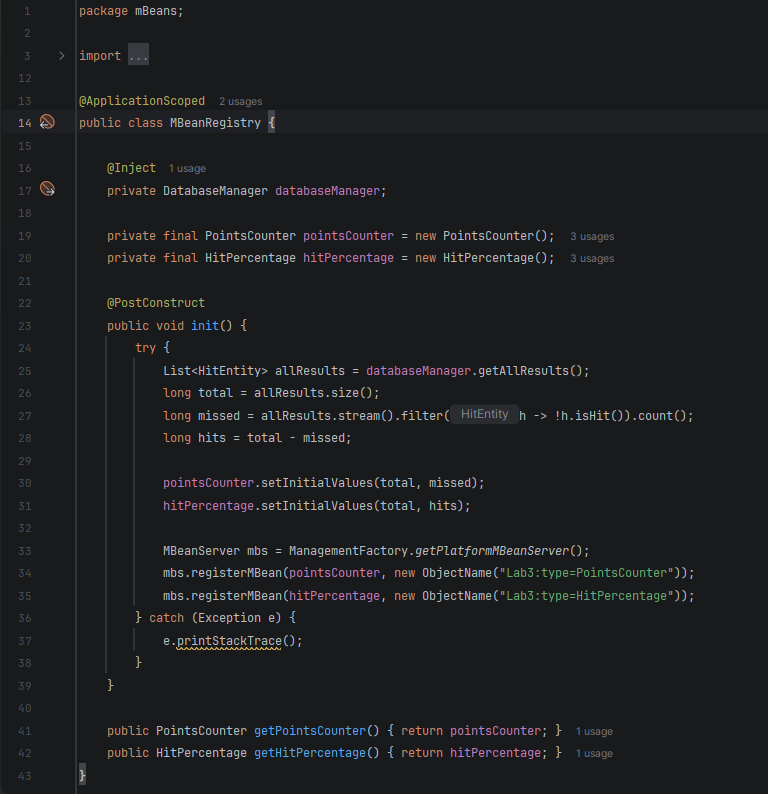 1 package mBeans;
2
3 import ...
12
13 @ApplicationScoped 2 usages
14 public class MBeanRegistry {
15
16 @Inject 1 usage
17 private DatabaseManager databaseManager;
18
19 private final PointsCounter pointsCounter = new PointsCounter(); 3 usages
20 private final HitPercentage hitPercentage = new HitPercentage(); 3 usages
21
22 @PostConstruct
23 public void init() {
24 try {
25 List<HitEntity> allResults = databaseManager.getAllResults();
26 long total = allResults.size();
27 long missed = allResults.stream().filter( HitEntity h -> !h.isHit()).count();
28 long hits = total - missed;
29
30 pointsCounter.setInitialValues(total, missed);
31 hitPercentage.setInitialValues(total, hits);
32
33 MBeanServer mbs = ManagementFactory.getPlatformMBeanServer();
34 mbs.registerMBean(pointsCounter, new ObjectName("Lab3:type=PointsCounter"));
35 mbs.registerMBean(hitPercentage, new ObjectName("Lab3:type=HitPercentage"));
36 } catch (Exception e) {
37 e.printStackTrace();
38 }
39 }
40
41 public PointsCounter getPointsCounter() { return pointsCounter; } 1 usage
42 public HitPercentage getHitPercentage() { return hitPercentage; } 1 usage
43 }